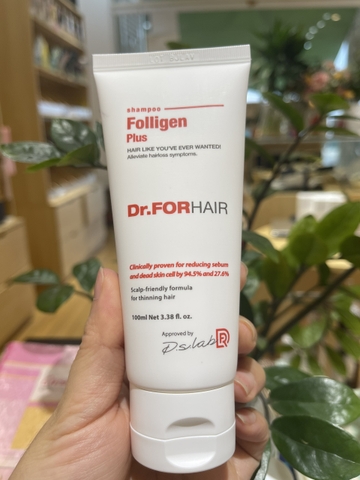 shampoo
Folligen
Plus
HAIR LIKE YOU'VE EVER WANTED!
Alleviate hairloss symptoms.
Dr.FORHAIR
Clinically proven for reducing sebum
and dead skin cell by 94.5% and 27.6%
Scalp-friendly formula
for thinning hair
100ml Net 3.38 fl. oz.
Approved by
P.S.lab DR